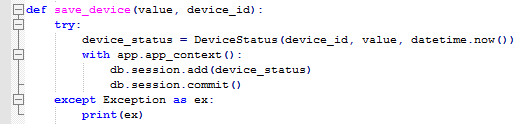 def save_device(value, device_id):
    try:
        device_status = DeviceStatus(device_id, value, datetime.now())
        with app.app_context():
            db.session.add(device_status)
            db.session.commit()
    except Exception as ex:
        print(ex)